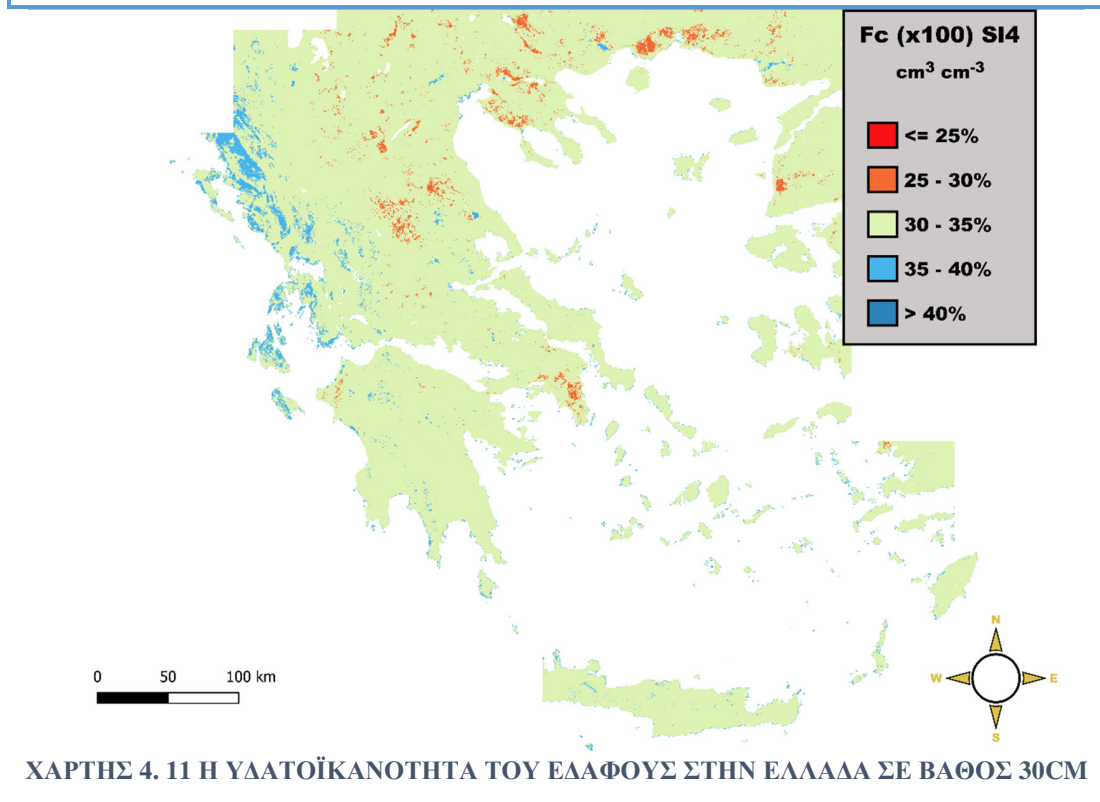 Fc (x100) SI4
cm³ cm⁻³
<= 25%
25 - 30%
30 - 35%
35 - 40%
> 40%
0 50 100 km
N
W E
S
ΧΑΡΤΗΣ 4. 11 Η ΥΔΑΤΟΪΚΑΝΟΤΗΤΑ ΤΟΥ ΕΔΑΦΟΥΣ ΣΤΗΝ ΕΛΛΑΔΑ ΣΕ ΒΑΘΟΣ 30CM